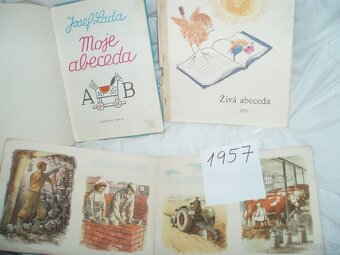 Josef Lada
Moje
abeceda
A B
Živá abeceda
1957